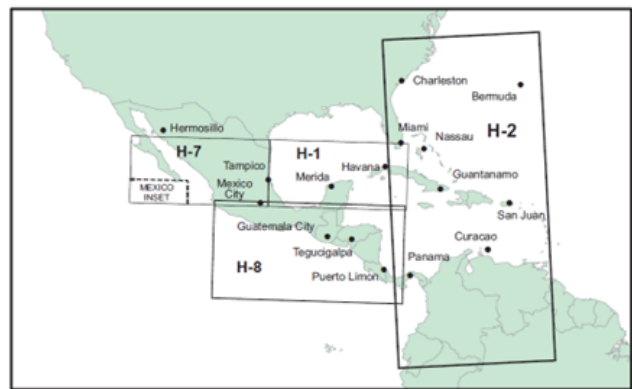 Charleston
Bermuda
Hermosillo
Miami
Nassau
H-2
H-7
H-1
Tampico
Havana
Merida
Guantanamo
MEXICO
INSET
Mexico
City
San Juan
Guatemala City
Curacao
Tegucigalpa
Panama
H-8
Puerto Limon